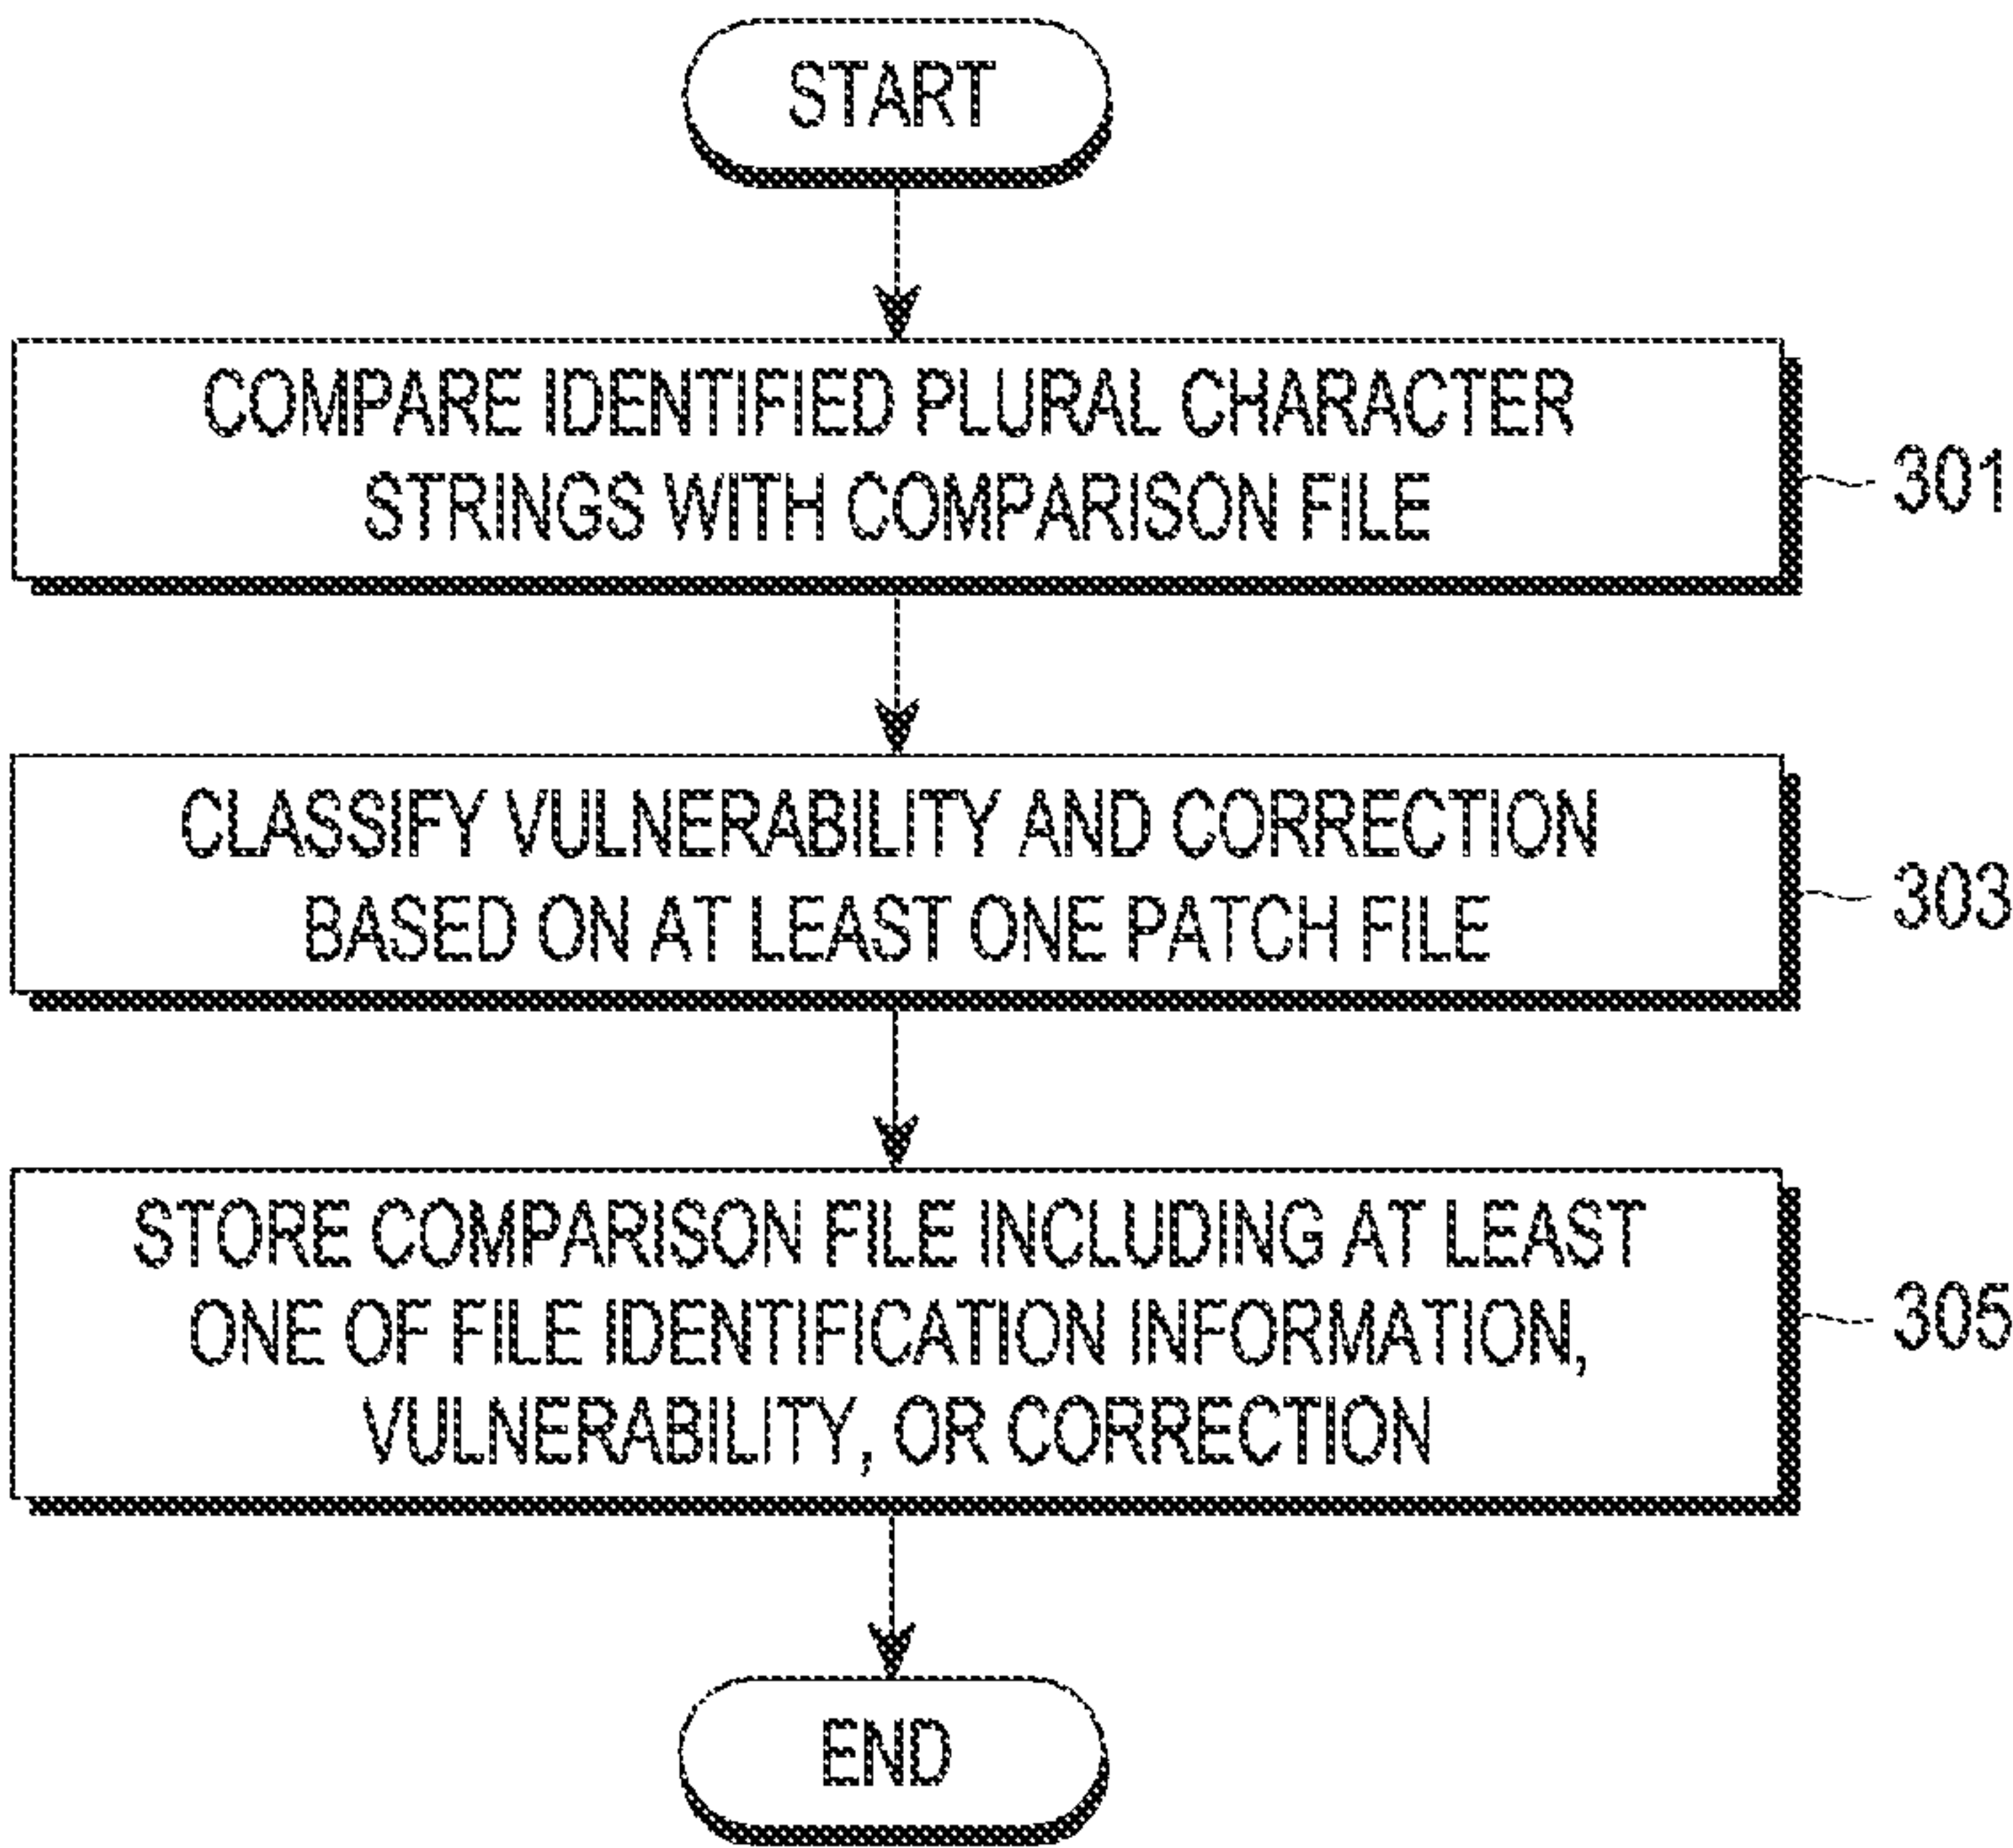 START
COMPARE IDENTIFIED PLURAL CHARACTER
STRINGS WITH COMPARISON FILE
301
CLASSIFY VULNERABILITY AND CORRECTION
BASED ON AT LEAST ONE PATCH FILE
303
STORE COMPARISON FILE INCLUDING AT LEAST
ONE OF FILE IDENTIFICATION INFORMATION,
VULNERABILITY, OR CORRECTION
305
END